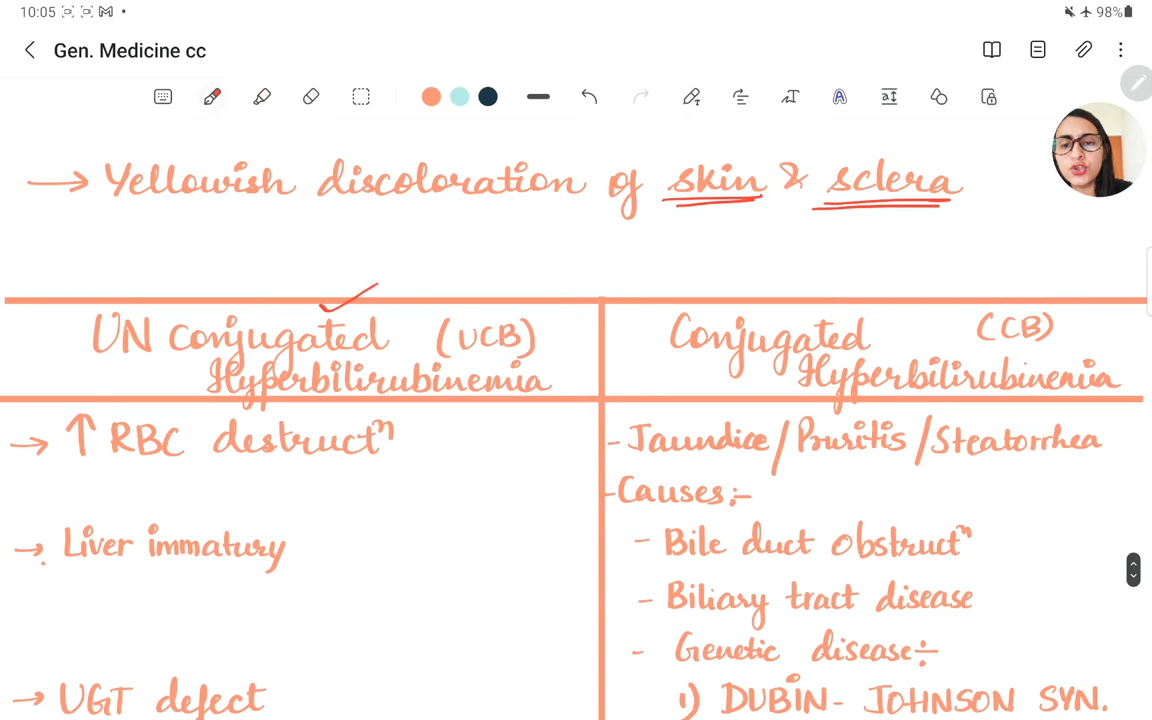 10:05
98%
Gen. Medicine cc
→ Yellowish discoloration of skin & sclera
UN Conjugated (UCB)
Hyperbilirubinemia
Conjugated (CB)
Hyperbilirubinemia
→ ↑ RBC destructⁿ
→ Liver immatury
→ UGT defect
- Jaundice/Pruritis/Steatorrhea
- Causes:-
- Bile duct obstructⁿ
- Biliary tract disease
- Genetic disease÷
1) DUBIN- JOHNSON SYN.